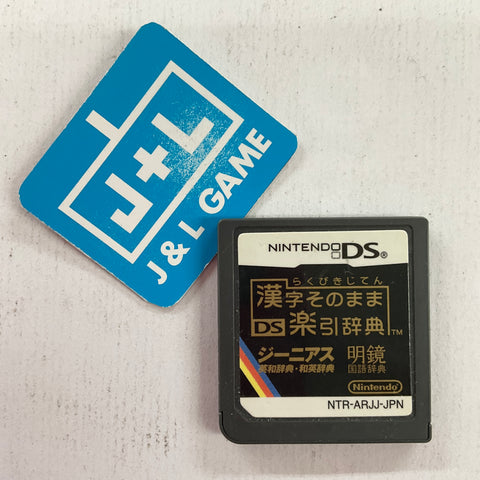 J+L
J & L GAME
NINTENDO DS®
らくびきじてん
漢字そのまま
DS 楽引辞典™
ジーニアス 明鏡
英和辞典・和英辞典 国語辞典
Nintendo
NTR-ARJJ-JPN